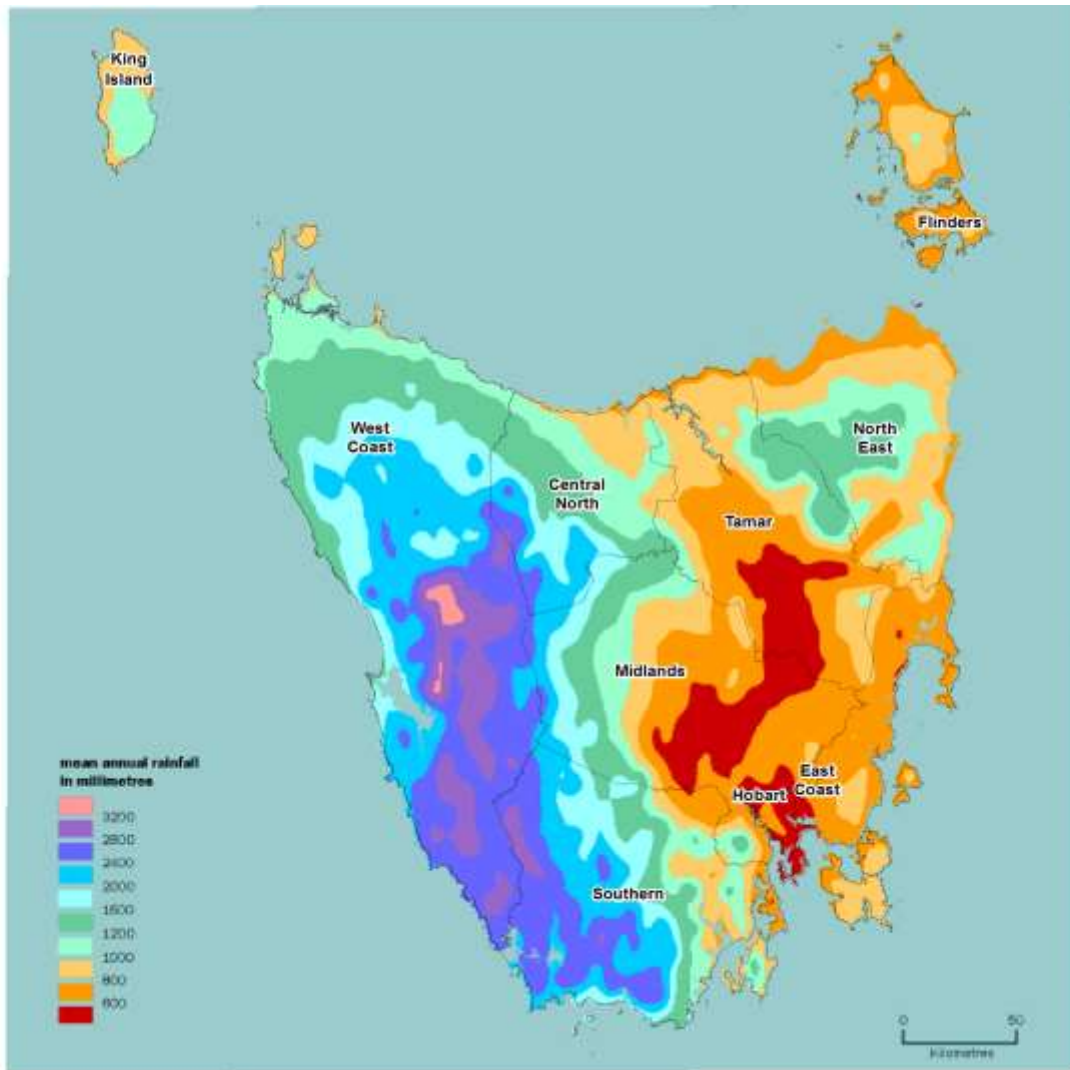 King
Island
Flinders
West
Coast
North
East
Central
North
Tamar
Midlands
mean annual rainfall
in millimetres
East
Coast
Hobart
3200
2800
2400
2000
1600
1200
1000
800
600
Southern
0 50
kilometres